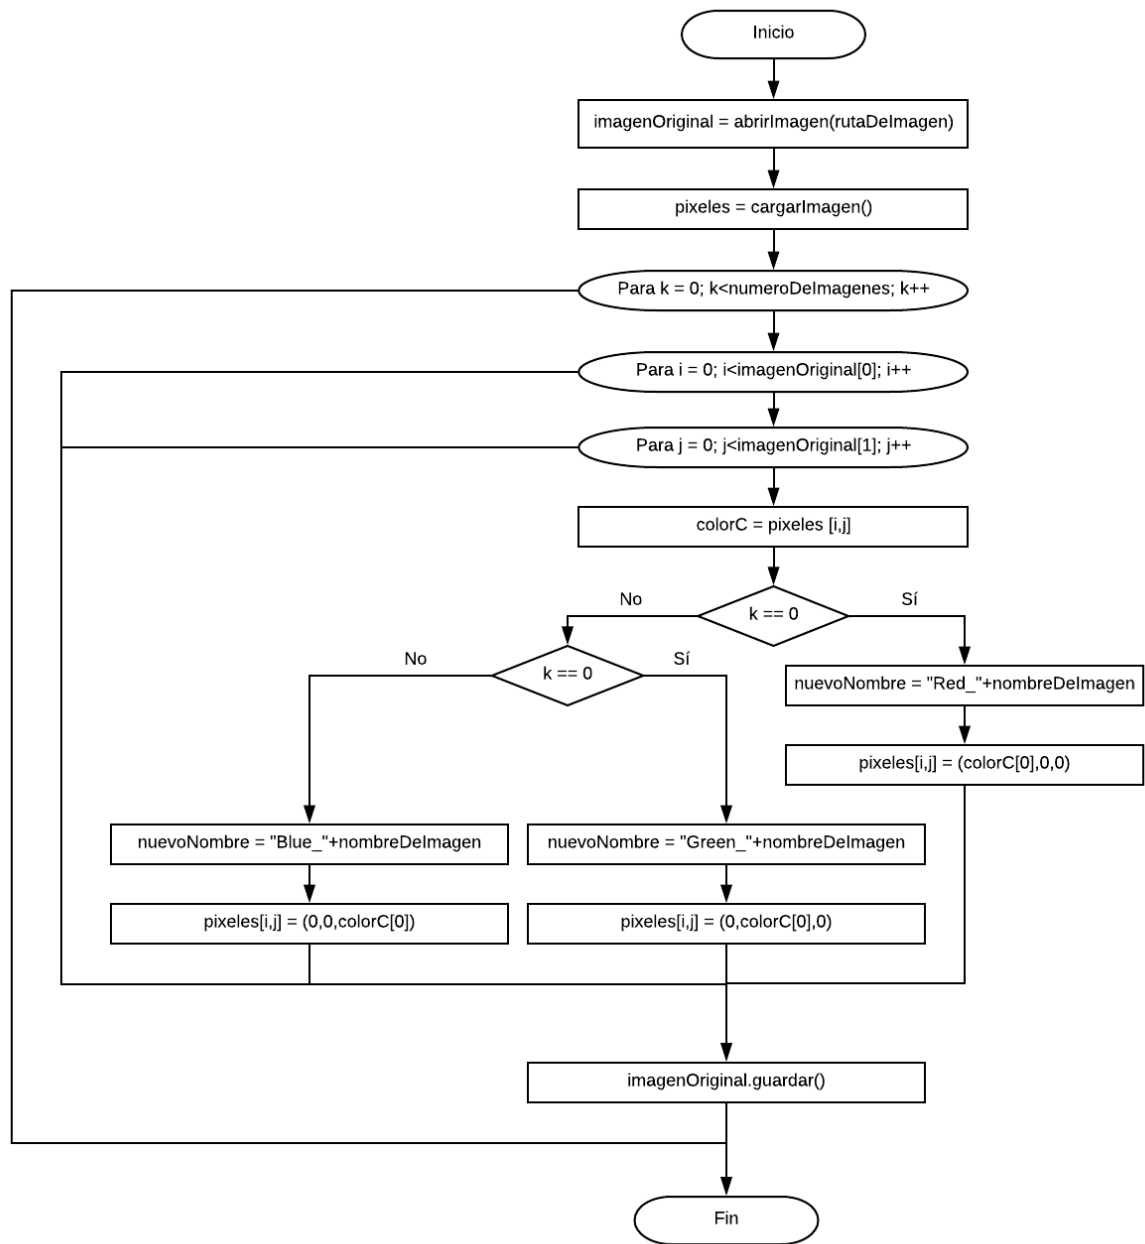 Inicio
imagenOriginal = abrirImagen(rutaDeImagen)
pixeles = cargarImagen()
Para k = 0; k<numeroDeImagenes; k++
Para i = 0; i<imagenOriginal[0]; i++
Para j = 0; j<imagenOriginal[1]; j++
colorC = pixeles [i,j]
k == 0
No
Sí
k == 0
No
Sí
nuevoNombre = "Red_"+nombreDeImagen
pixeles[i,j] = (colorC[0],0,0)
nuevoNombre = "Blue_"+nombreDeImagen
nuevoNombre = "Green_"+nombreDeImagen
pixeles[i,j] = (0,0,colorC[0])
pixeles[i,j] = (0,colorC[0],0)
imagenOriginal.guardar()
Fin